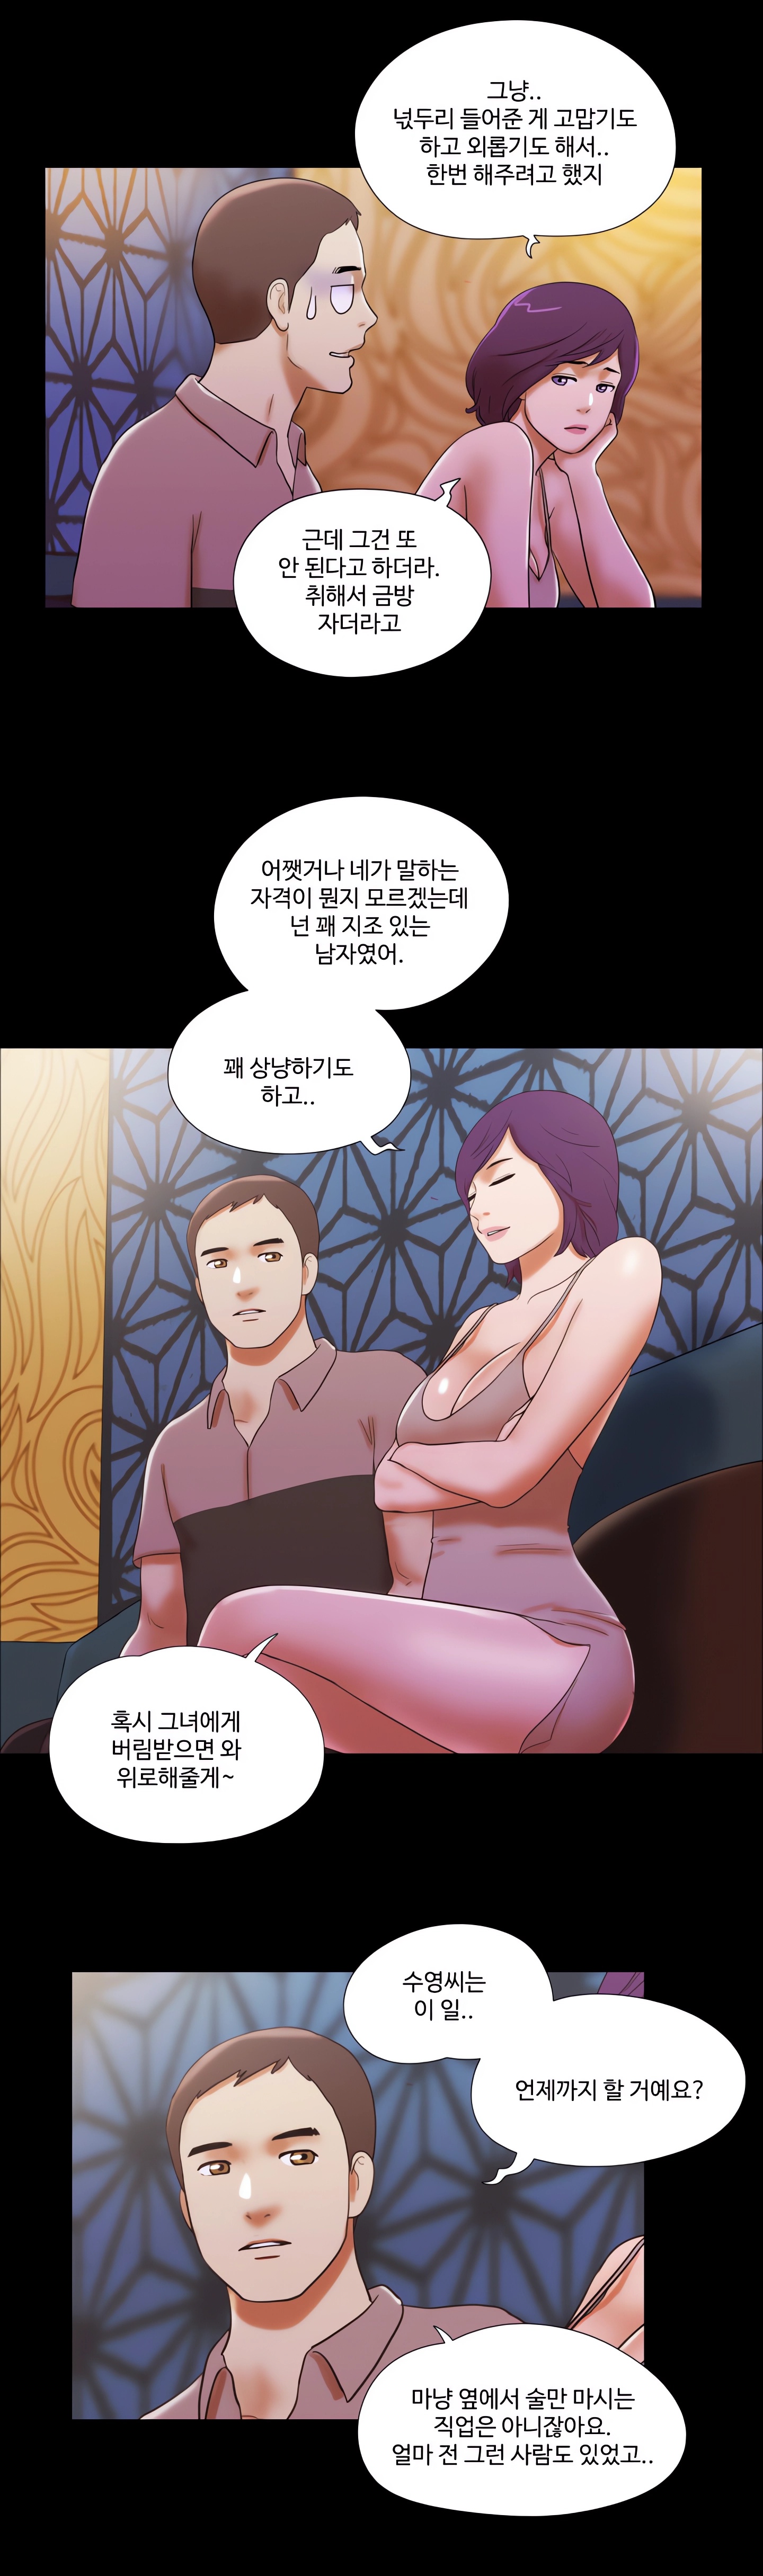 그냥..
넋두리 들어준 게 고맙기도
하고 외롭기도 해서..
한번 해주려고 했지
근데 그건 또
안 된다고 하더라.
취해서 금방
자더라고
어쨋거나 네가 말하는
자격이 뭔지 모르겠는데
넌 꽤 지조 있는
남자였어.
꽤 상냥하기도
하고..
혹시 그녀에게
버림받으면 와
위로해줄게~
수영씨는
이 일..
언제까지 할 거예요?
마냥 옆에서 술만 마시는
직업은 아니잖아요.
얼마 전 그런 사람도 있었고..